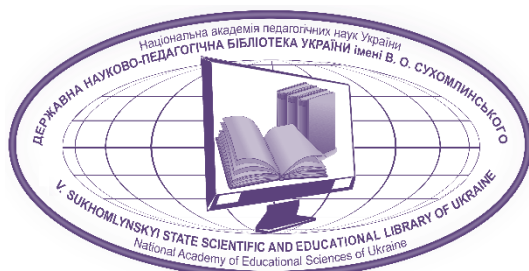 Національна академія педагогічних наук України
ДЕРЖАВНА НАУКОВО-ПЕДАГОГІЧНА БІБЛІОТЕКА УКРАЇНИ імені В. О. СУХОМЛИНСЬКОГО
V. SUKHOMLYNSKYI STATE SCIENTIFIC AND EDUCATIONAL LIBRARY OF UKRAINE
National Academy of Educational Sciences of Ukraine